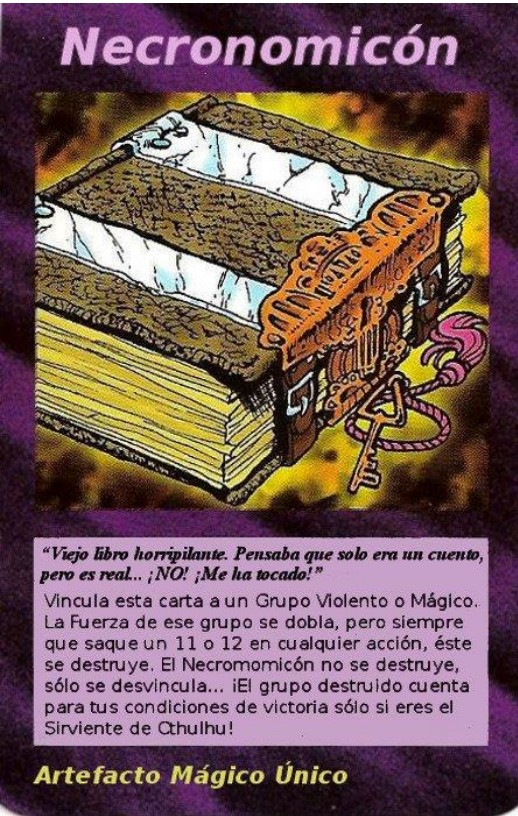 Necronomicón
“Viejo libro horripilante. Pensaba que solo era un cuento,
pero es real... ¡NO! ¡Me ha tocado!”
Vincula esta carta a un Grupo Violento o Mágico.
La Fuerza de ese grupo se dobla, pero siempre
que saque un 11 o 12 en cualquier acción, éste
se destruye. El Necromomicón no se destruye,
sólo se desvincula... ¡El grupo destruido cuenta
para tus condiciones de victoria sólo si eres el
Sirviente de Cthulhu!
Artefacto Mágico Único